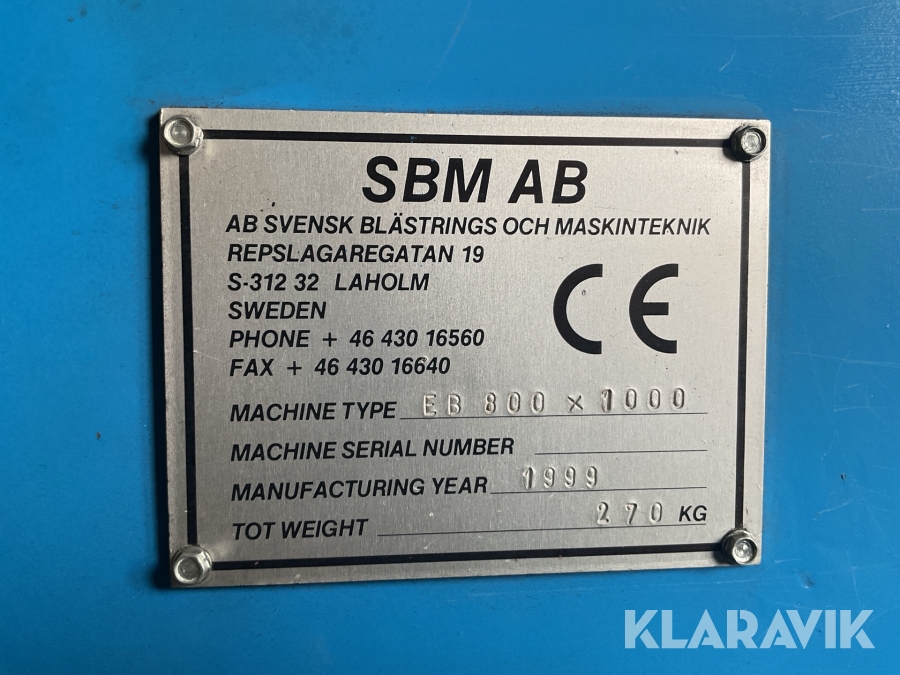 SBM AB
AB SVENSK BLÄSTRINGS OCH MASKINTEKNIK
REPSLAGAREGATAN 19
S-312 32 LAHOLM
SWEDEN
PHONE + 46 430 16560
FAX + 46 430 16640
CE
MACHINE TYPE EB 800 x 1000
MACHINE SERIAL NUMBER
MANUFACTURING YEAR 1999
TOT WEIGHT 270 KG
KLARAVIK